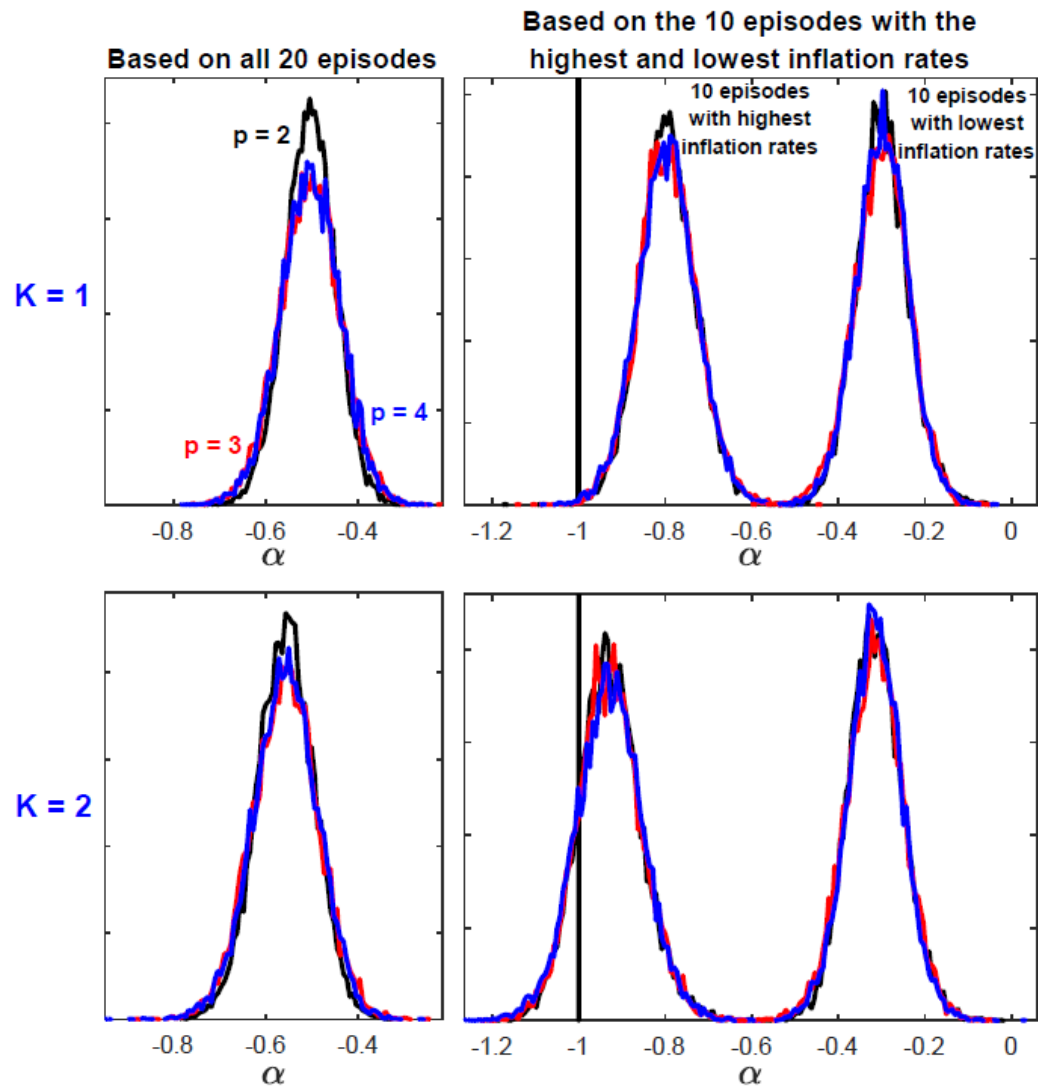 Based on all 20 episodes
Based on the 10 episodes with the
highest and lowest inflation rates
p = 2
p = 3
p = 4
10 episodes
with highest
inflation rates
10 episodes
with lowest
inflation rates
K = 1
-0.8 -0.6 -0.4
α
-1.2 -1 -0.8 -0.6 -0.4 -0.2 0
α
K = 2
-0.8 -0.6 -0.4
α
-1.2 -1 -0.8 -0.6 -0.4 -0.2 0
α